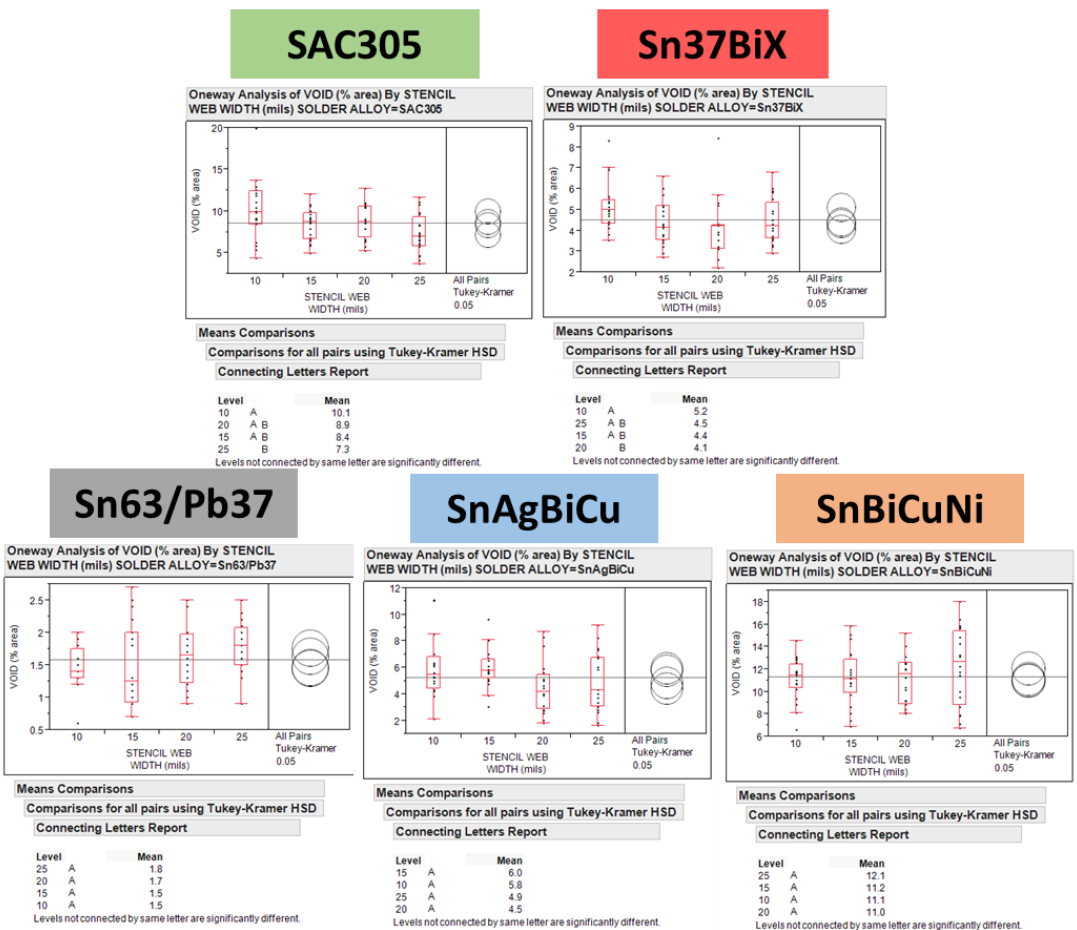 SAC305
Oneway Analysis of VOID (% area) By STENCIL
WEB WIDTH (mils) SOLDER ALLOY=SAC305
VOID (% area)
20
15
10
5
10 15 20 25
STENCIL WEB
WIDTH (mils)
All Pairs
Tukey-Kramer
0.05
Means Comparisons
Comparisons for all pairs using Tukey-Kramer HSD
Connecting Letters Report
Level Mean
10 A 10.1
20 A B 8.9
15 A B 8.4
25 B 7.3
Levels not connected by same letter are significantly different.
Sn37BiX
Oneway Analysis of VOID (% area) By STENCIL
WEB WIDTH (mils) SOLDER ALLOY=Sn37BiX
VOID (% area)
9
8
7
6
5
4
3
2
10 15 20 25
STENCIL WEB
WIDTH (mils)
All Pairs
Tukey-Kramer
0.05
Means Comparisons
Comparisons for all pairs using Tukey-Kramer HSD
Connecting Letters Report
Level Mean
10 A 5.2
25 A B 4.5
15 A B 4.4
20 B 4.1
Levels not connected by same letter are significantly different.
Sn63/Pb37
Oneway Analysis of VOID (% area) By STENCIL
WEB WIDTH (mils) SOLDER ALLOY=Sn63/Pb37
VOID (% area)
2.5
2
1.5
1
0.5
10 15 20 25
STENCIL WEB
WIDTH (mils)
All Pairs
Tukey-Kramer
0.05
Means Comparisons
Comparisons for all pairs using Tukey-Kramer HSD
Connecting Letters Report
Level Mean
25 A 1.8
20 A 1.7
15 A 1.5
10 A 1.5
Levels not connected by same letter are significantly different.
SnAgBiCu
Oneway Analysis of VOID (% area) By STENCIL
WEB WIDTH (mils) SOLDER ALLOY=SnAgBiCu
VOID (% area)
12
10
8
6
4
2
10 15 20 25
STENCIL WEB
WIDTH (mils)
All Pairs
Tukey-Kramer
0.05
Means Comparisons
Comparisons for all pairs using Tukey-Kramer HSD
Connecting Letters Report
Level Mean
15 A 6.0
10 A 5.8
25 A 4.9
20 A 4.5
Levels not connected by same letter are significantly different.
SnBiCuNi
Oneway Analysis of VOID (% area) By STENCIL
WEB WIDTH (mils) SOLDER ALLOY=SnBiCuNi
VOID (% area)
18
16
14
12
10
8
6
10 15 20 25
STENCIL WEB
WIDTH (mils)
All Pairs
Tukey-Kramer
0.05
Means Comparisons
Comparisons for all pairs using Tukey-Kramer HSD
Connecting Letters Report
Level Mean
25 A 12.1
15 A 11.2
10 A 11.1
20 A 11.0
Levels not connected by same letter are significantly different.